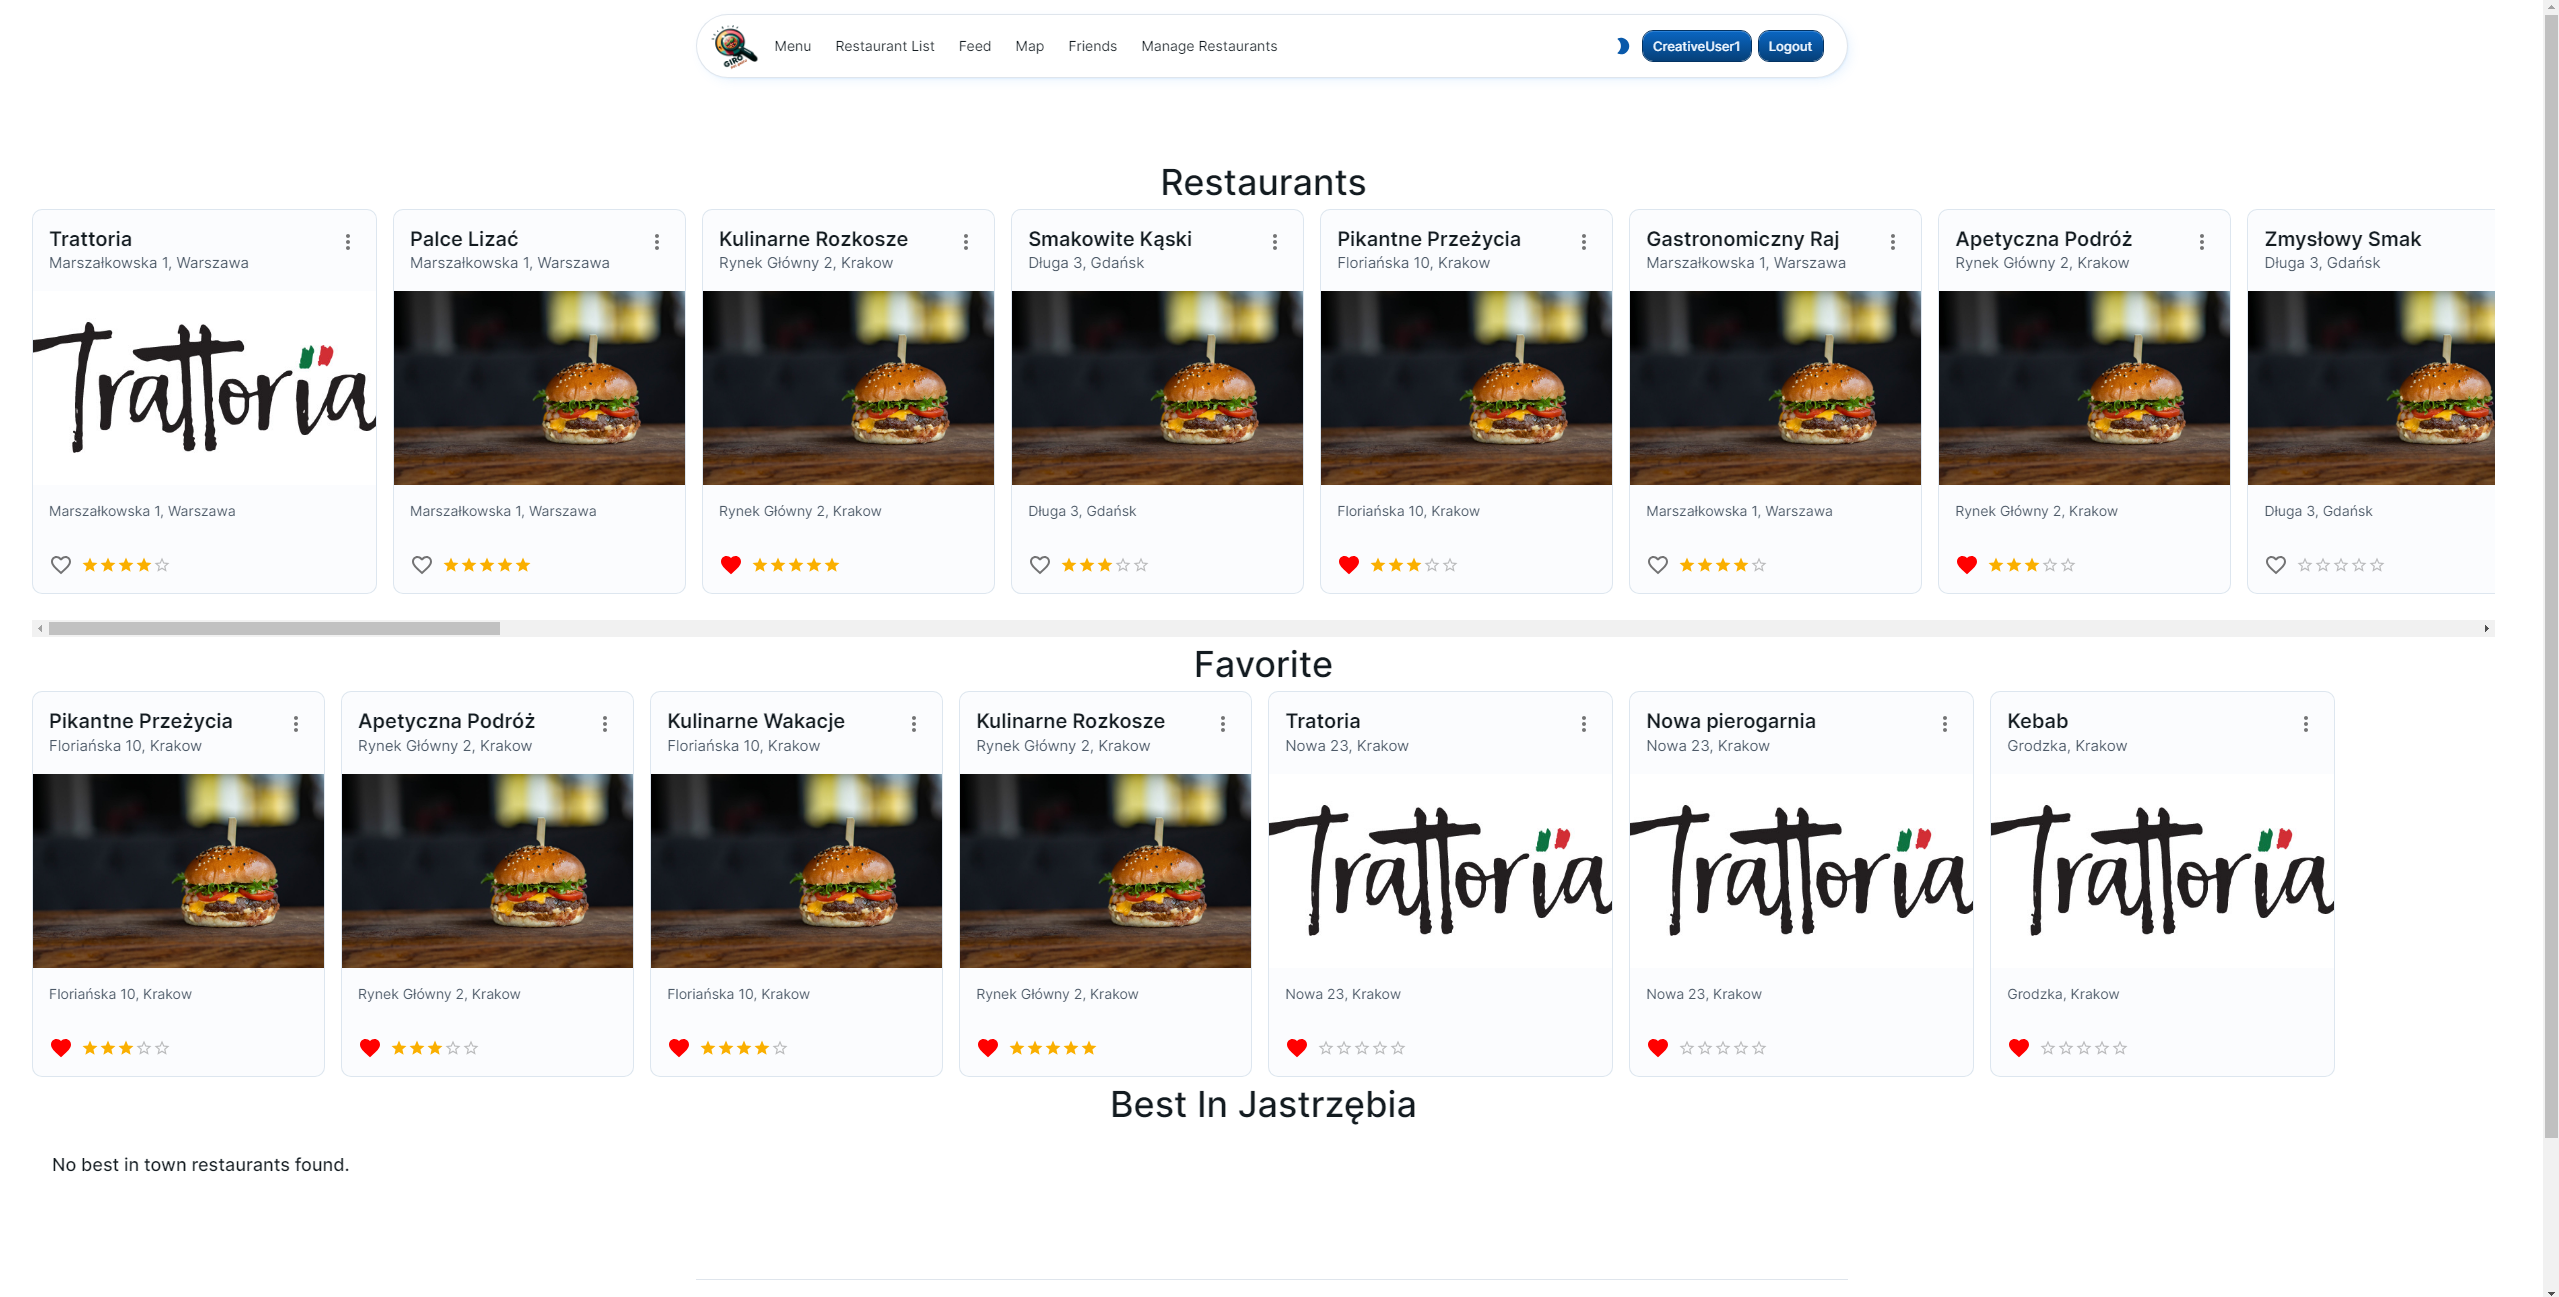 GIRO
Menu
Restaurant List
Feed
Map
Friends
Manage Restaurants
CreativeUser1
Logout
Restaurants
Trattoria
Marszałkowska 1, Warszawa
Trattoria
Marszałkowska 1, Warszawa
Palce Lizać
Marszałkowska 1, Warszawa
Marszałkowska 1, Warszawa
Kulinarne Rozkosze
Rynek Główny 2, Krakow
Rynek Główny 2, Krakow
Smakowite Kąski
Długa 3, Gdańsk
Długa 3, Gdańsk
Pikantne Przeżycia
Floriańska 10, Krakow
Floriańska 10, Krakow
Gastronomiczny Raj
Marszałkowska 1, Warszawa
Marszałkowska 1, Warszawa
Apetyczna Podróż
Rynek Główny 2, Krakow
Rynek Główny 2, Krakow
Zmysłowy Smak
Długa 3, Gdańsk
Długa 3, Gdańsk
Favorite
Pikantne Przeżycia
Floriańska 10, Krakow
Floriańska 10, Krakow
Apetyczna Podróż
Rynek Główny 2, Krakow
Rynek Główny 2, Krakow
Kulinarne Wakacje
Floriańska 10, Krakow
Floriańska 10, Krakow
Kulinarne Rozkosze
Rynek Główny 2, Krakow
Rynek Główny 2, Krakow
Tratoria
Nowa 23, Krakow
Trattoria
Nowa 23, Krakow
Nowa pierogarnia
Nowa 23, Krakow
Trattoria
Nowa 23, Krakow
Kebab
Grodzka, Krakow
Trattoria
Grodzka, Krakow
Best In Jastrzębia
No best in town restaurants found.